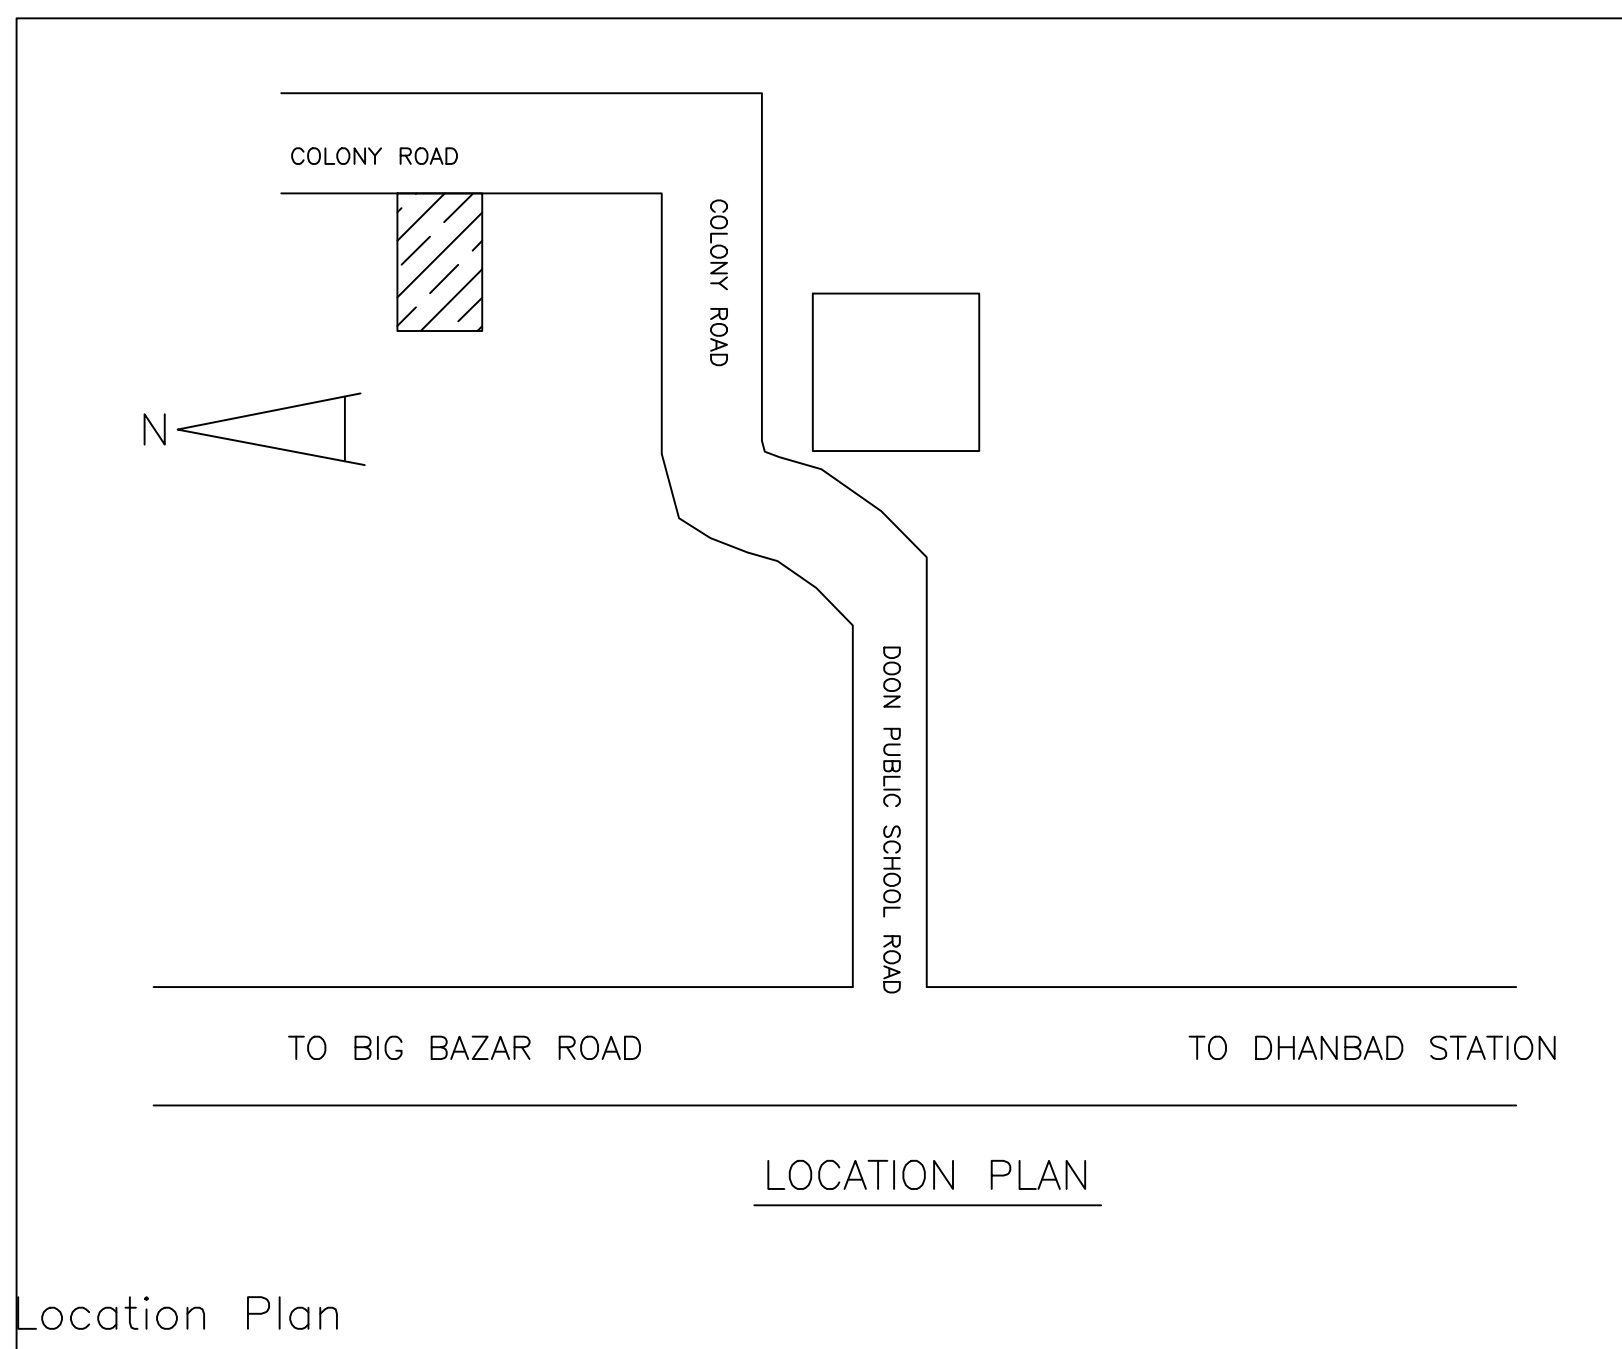 COLONY ROAD
COLONY ROAD
N
DOON PUBLIC SCHOOL ROAD
TO BIG BAZAR ROAD
TO DHANBAD STATION
LOCATION PLAN
Location Plan